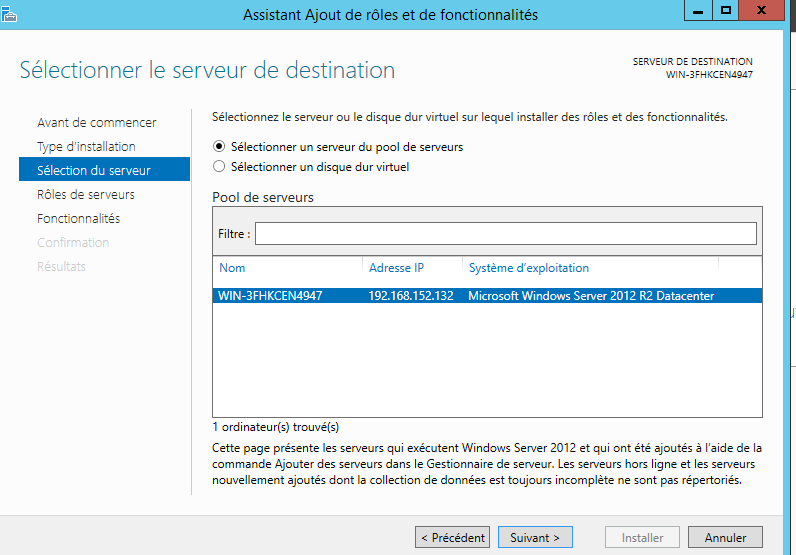 Assistant Ajout de rôles et de fonctionnalités
Sélectionner le serveur de destination
SERVEUR DE DESTINATION
WIN-3FHKCEN4947
Avant de commencer
Type d'installation
Sélection du serveur
Rôles de serveurs
Fonctionnalités
Confirmation
Résultats
Sélectionnez le serveur ou le disque dur virtuel sur lequel installer des rôles et des fonctionnalités.
Sélectionner un serveur du pool de serveurs
Sélectionner un disque dur virtuel
Pool de serveurs
Filtre :
Nom Adresse IP Système d'exploitation
WIN-3FHKCEN4947 192.168.152.132 Microsoft Windows Server 2012 R2 Datacenter
1 ordinateur(s) trouvé(s)
Cette page présente les serveurs qui exécutent Windows Server 2012 et qui ont été ajoutés à l'aide de la
commande Ajouter des serveurs dans le Gestionnaire de serveur. Les serveurs hors ligne et les serveurs
nouvellement ajoutés dont la collection de données est toujours incomplète ne sont pas répertoriés.
< Précédent Suivant > Installer Annuler